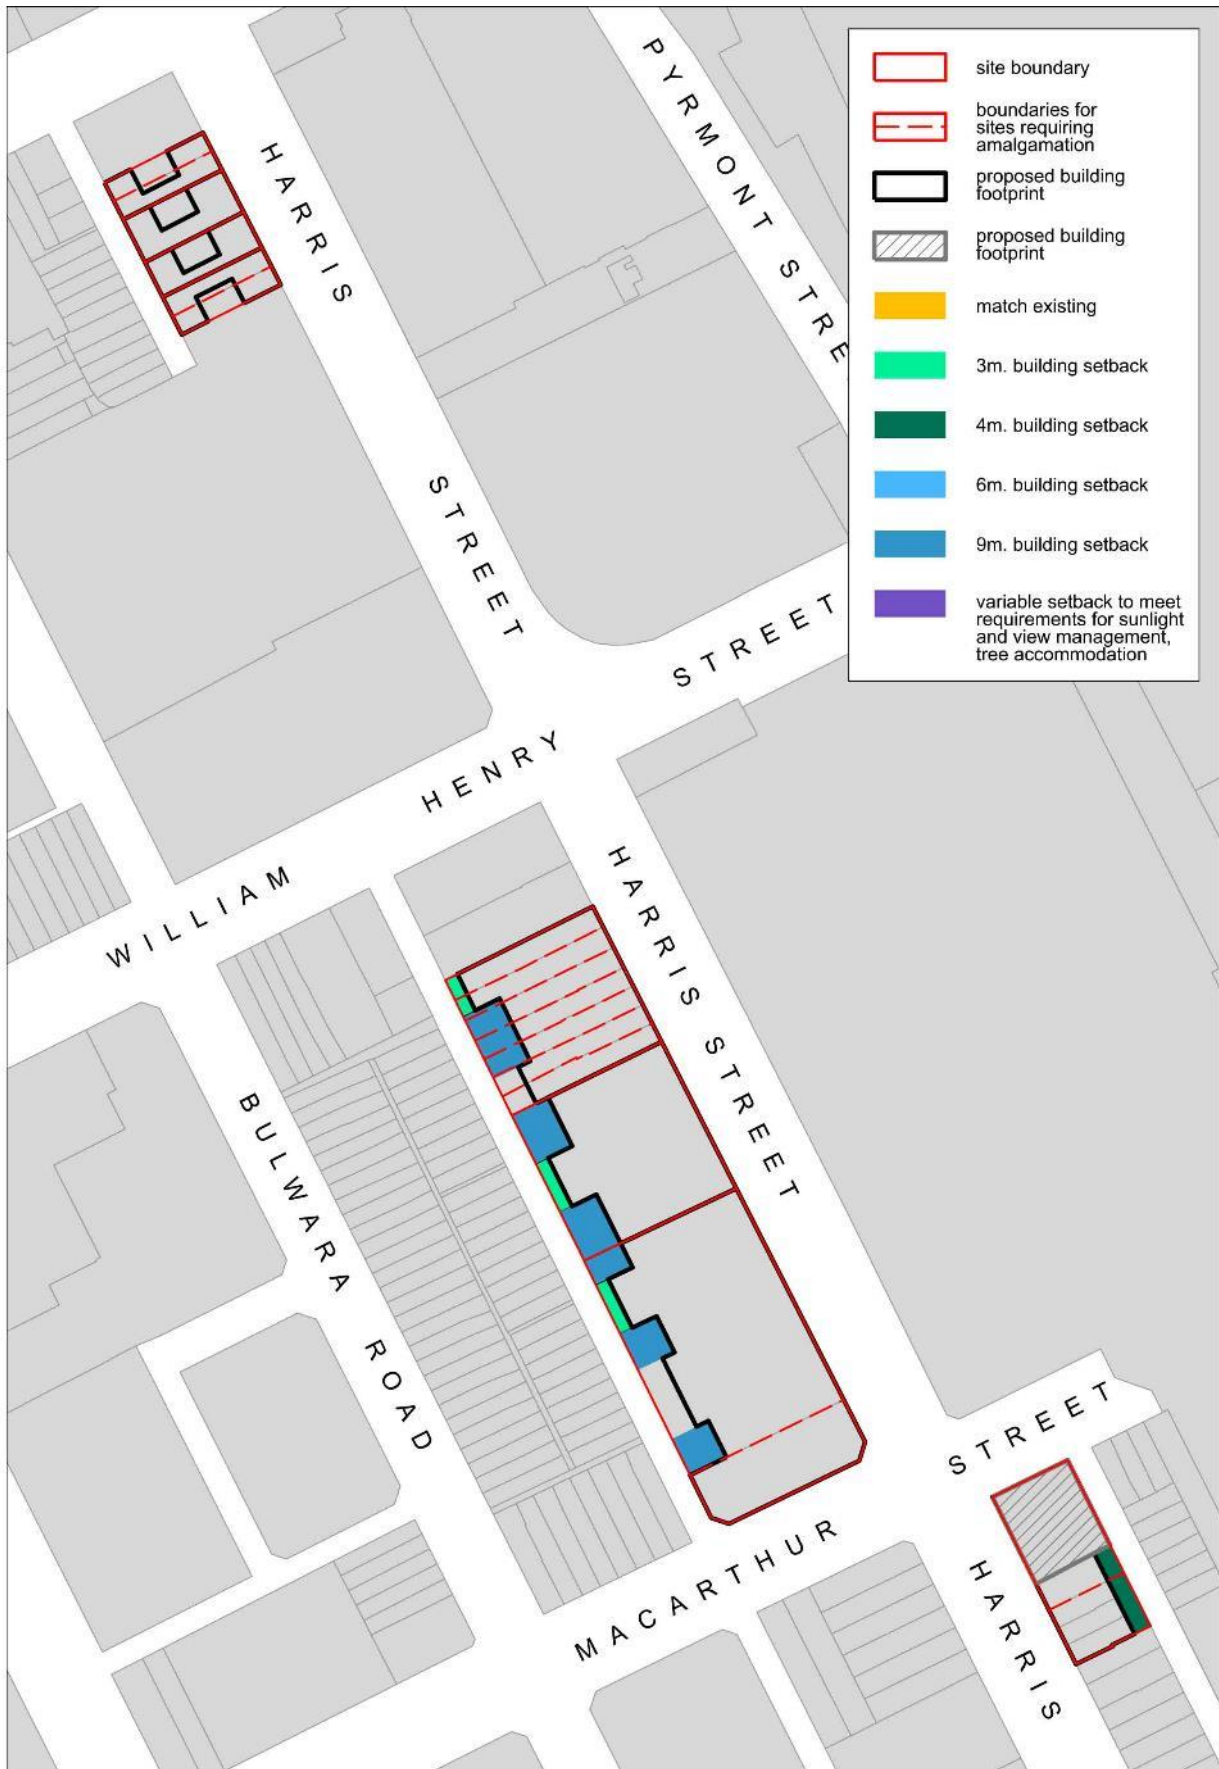 PYRMONT STREE
HARRIS
STREET
WILLIAM
HENRY
STREET
HARRIS STREET
BULWARA
ROAD
MACARTHUR
STREET
HARRIS
site boundary
boundaries for
sites requiring
amalgamation
proposed building
footprint
proposed building
footprint
match existing
3m. building setback
4m. building setback
6m. building setback
9m. building setback
variable setback to meet
requirements for sunlight
and view management,
tree accommodation